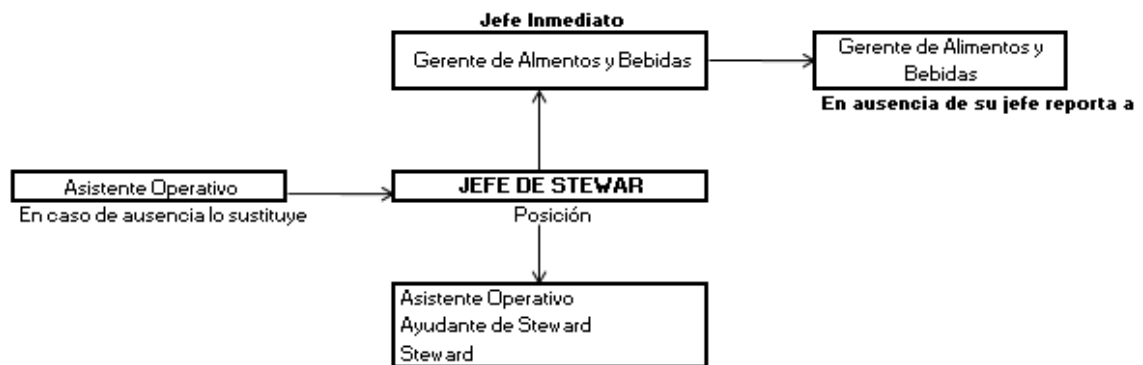 Jefe Inmediato
Gerente de Almentos y Bebidas
Gerente de Alimentos y
Bebidas
En ausencia de su jefe reporta a
Asistente Operativo
En caso de ausencia lo sustituye
JEFE DE STEWAR
Posición
Asistente Operativo
Ayudante de Steward
Steward